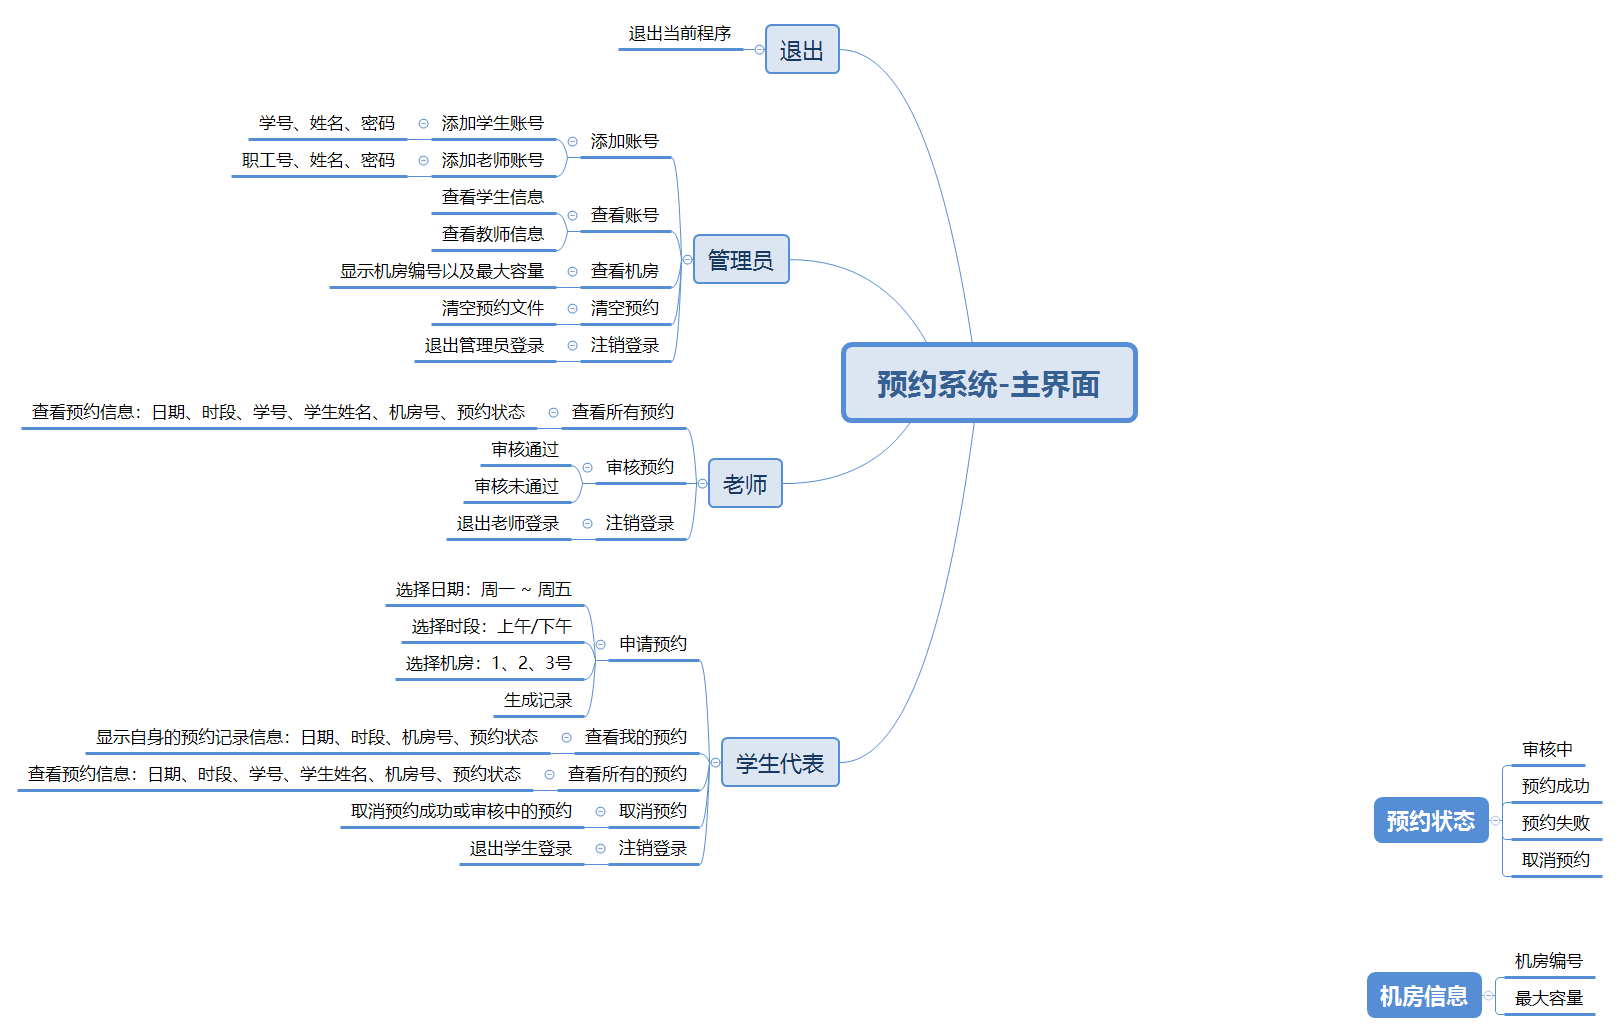 退出当前程序
退出
学号、姓名、密码
添加学生账号
添加账号
职工号、姓名、密码
添加老师账号
查看学生信息
查看账号
查看教师信息
管理员
显示机房编号以及最大容量
查看机房
清空预约文件
清空预约
退出管理员登录
注销登录
预约系统-主界面
查看预约信息：日期、时段、学号、学生姓名、机房号、预约状态
查看所有预约
审核通过
审核预约
审核未通过
老师
退出老师登录
注销登录
选择日期：周一 ~ 周五
选择时段：上午/下午
申请预约
选择机房：1、2、3号
生成记录
显示自身的预约记录信息：日期、时段、机房号、预约状态
查看我的预约
学生代表
查看预约信息：日期、时段、学号、学生姓名、机房号、预约状态
查看所有的预约
取消预约成功或审核中的预约
取消预约
退出学生登录
注销登录
审核中
预约成功
预约状态
预约失败
取消预约
机房编号
机房信息
最大容量